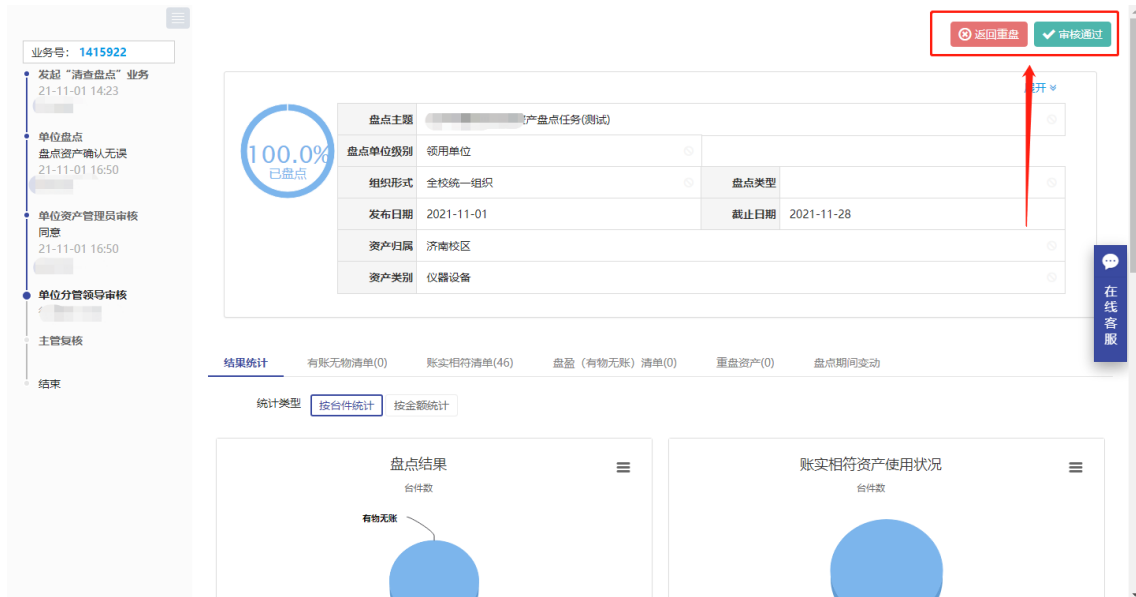 返回重盘 审核通过
业务号: 1415922
发起“清查盘点”业务
21-11-01 14:23
单位盘点
盘点资产确认无误
21-11-01 16:50
单位资产管理员审核
同意
21-11-01 16:50
单位分管领导审核
主管复核
结束
开
100.0%
已盘点
盘点主题 产盘点任务(测试)
盘点单位级别 领用单位
组织形式 全校统一组织 盘点类型
发布日期 2021-11-01 截止日期 2021-11-28
资产归属 济南校区
资产类别 仪器设备
在线客服
结果统计 有账无物清单(0) 账实相符清单(46) 盘盈（有物无账）清单(0) 重盘资产(0) 盘点期间变动
统计类型 按台件统计 按金额统计
盘点结果
台件数
有物无账
账实相符资产使用状况
台件数